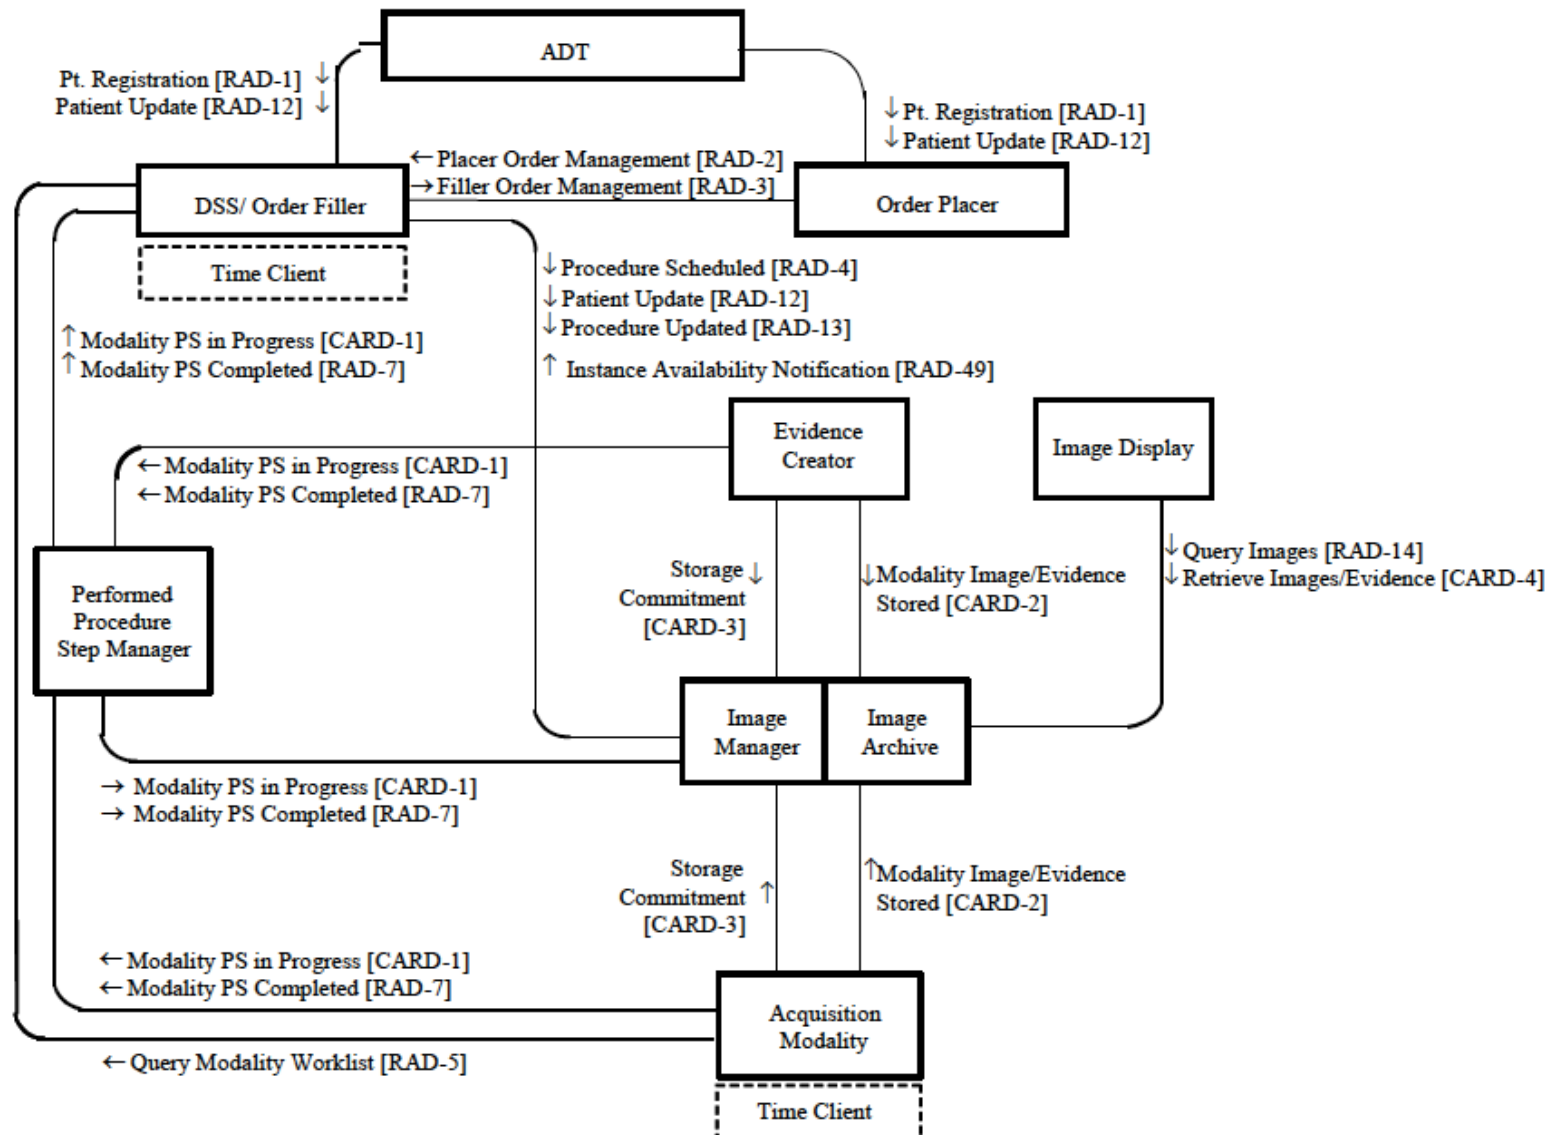 ADT
Pt. Registration [RAD-1] ↓
Patient Update [RAD-12] ↓
↓ Pt. Registration [RAD-1]
↓ Patient Update [RAD-12]
← Placer Order Management [RAD-2]
→ Filler Order Management [RAD-3]
DSS/ Order Filler
Order Placer
Time Client
↓ Procedure Scheduled [RAD-4]
↓ Patient Update [RAD-12]
↓ Procedure Updated [RAD-13]
↑ Instance Availability Notification [RAD-49]
↑ Modality PS in Progress [CARD-1]
↑ Modality PS Completed [RAD-7]
Evidence
Creator
Image Display
← Modality PS in Progress [CARD-1]
← Modality PS Completed [RAD-7]
Performed
Procedure
Step Manager
Storage ↓
Commitment
[CARD-3]
↓ Modality Image/Evidence
Stored [CARD-2]
↓ Query Images [RAD-14]
↓ Retrieve Images/Evidence [CARD-4]
Image
Manager
Image
Archive
→ Modality PS in Progress [CARD-1]
→ Modality PS Completed [RAD-7]
Storage
Commitment ↑
[CARD-3]
↑ Modality Image/Evidence
Stored [CARD-2]
← Modality PS in Progress [CARD-1]
← Modality PS Completed [RAD-7]
Acquisition
Modality
← Query Modality Worklist [RAD-5]
Time Client